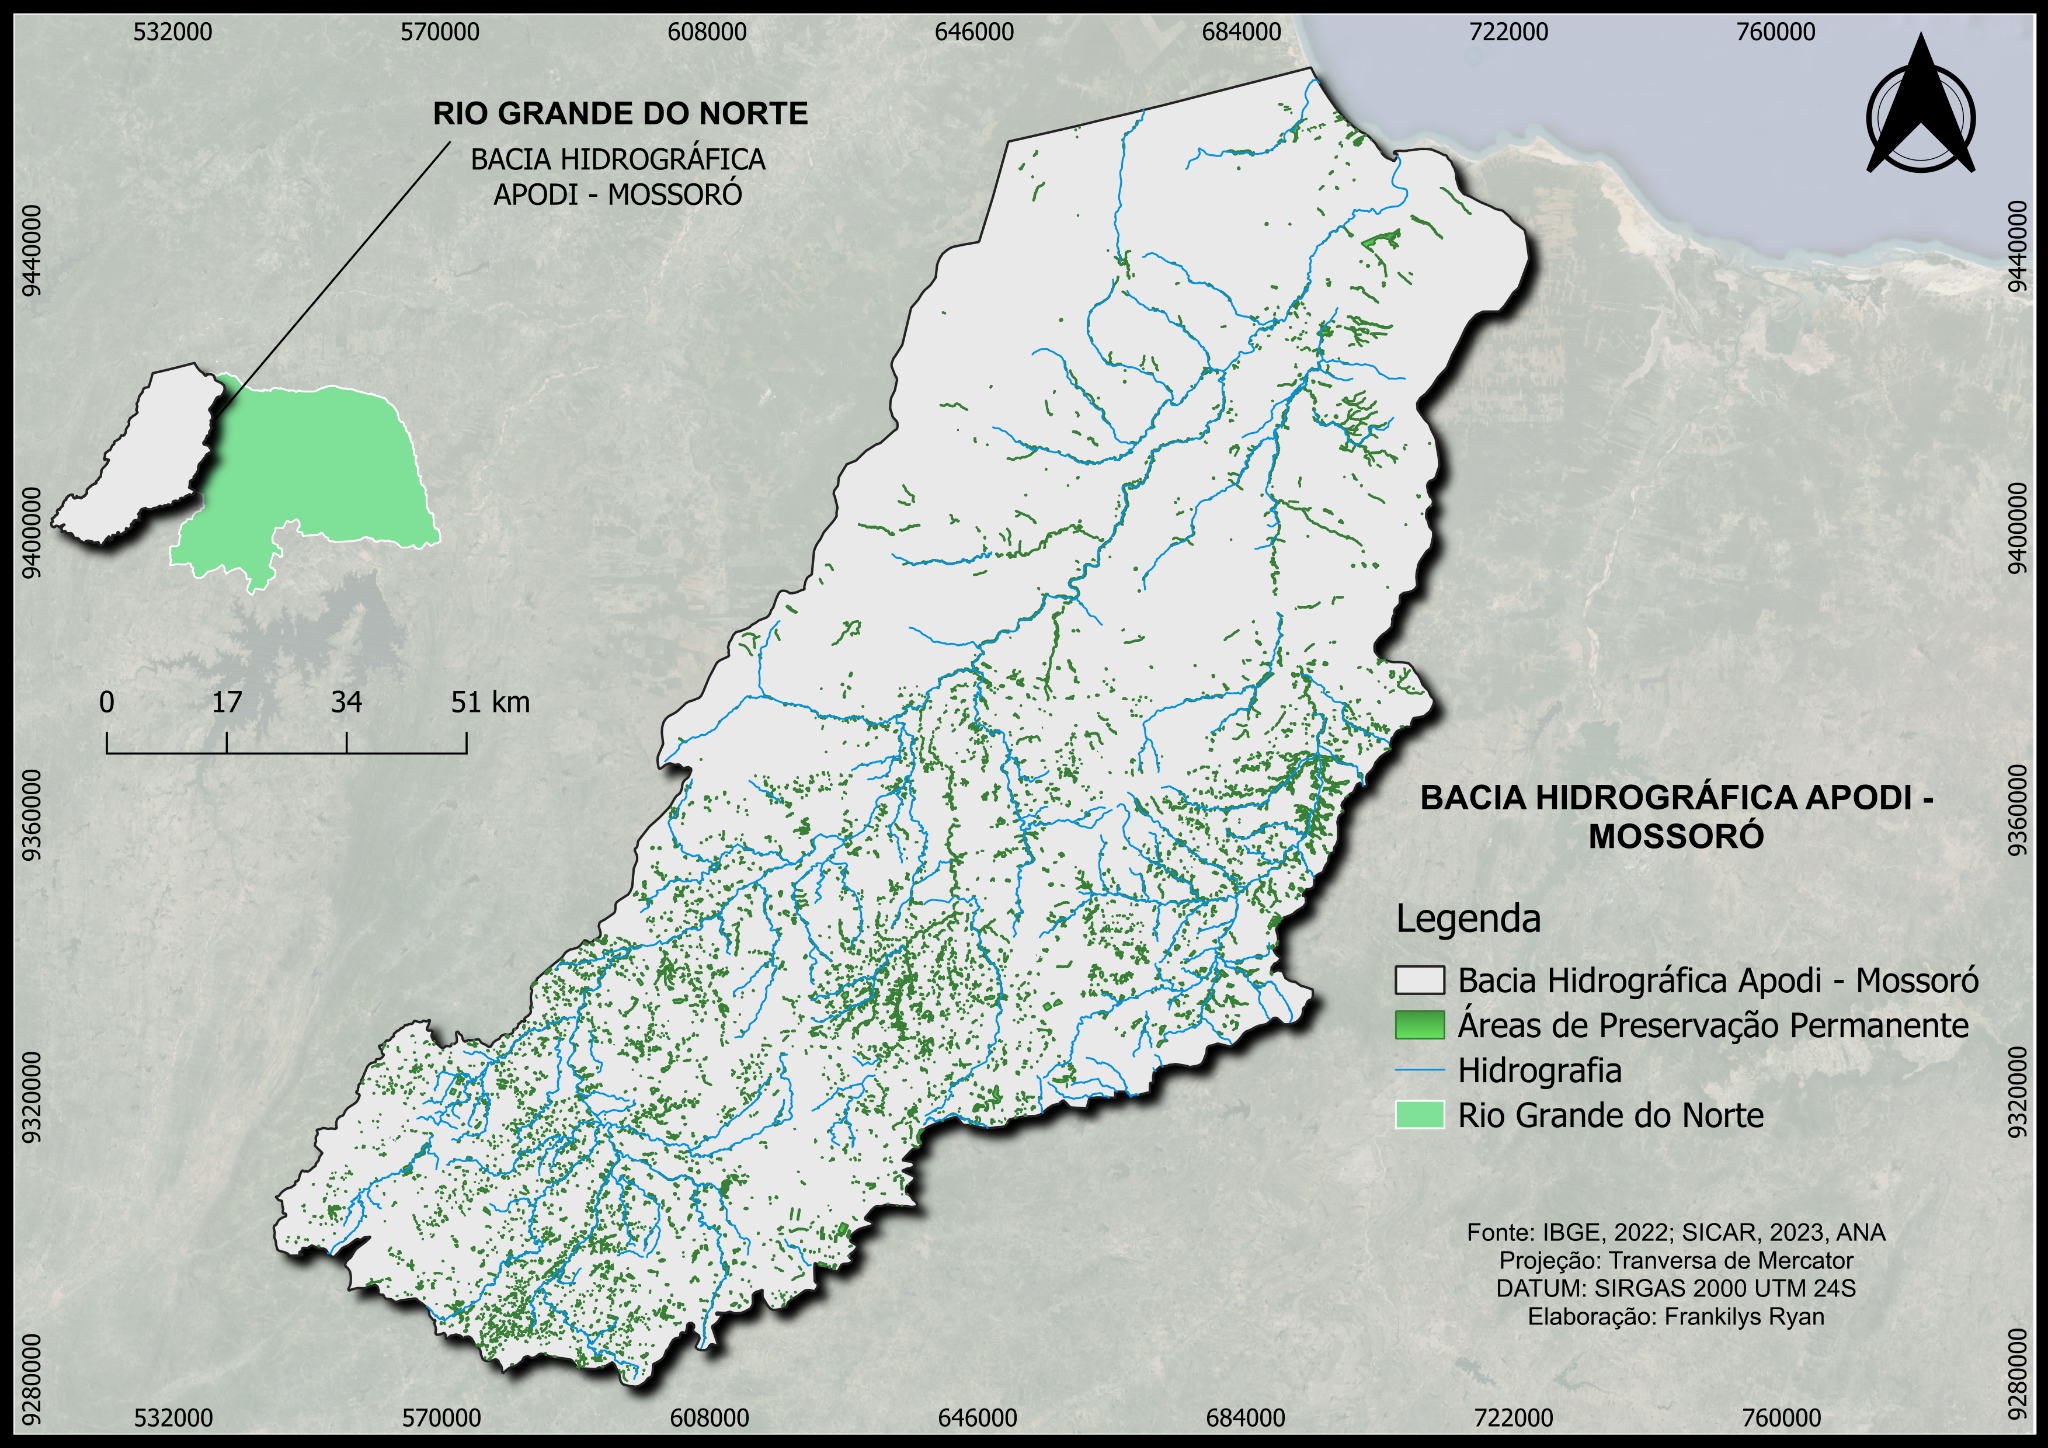 532000 570000 608000 646000 684000 722000 760000
RIO GRANDE DO NORTE
BACIA HIDROGRÁFICA
APODI - MOSSORÓ
9440000 9440000
9400000 9400000
0 17 34 51 km
9360000 9360000
BACIA HIDROGRÁFICA APODI -
MOSSORÓ
Legenda
Bacia Hidrográfica Apodi - Mossoró
Áreas de Preservação Permanente
Hidrografia
Rio Grande do Norte
9320000 9320000
Fonte: IBGE, 2022; SICAR, 2023, ANA
Projeção: Tranversa de Mercator
DATUM: SIRGAS 2000 UTM 24S
Elaboração: Frankilys Ryan
9280000 9280000
532000 570000 608000 646000 684000 722000 760000